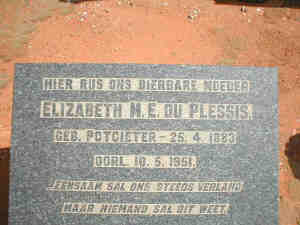 HIER RUS ONS DIERBARE MOEDER
ELIZABETH M.E. DU PLESSIS.
GEB. POTGIETER - 25. 4. 1883
OORL. 10. 5. 1951.
EENSAAM SAL ONS STEEDS VERLANG
MAAR NIEMAND SAL DIT WEET.